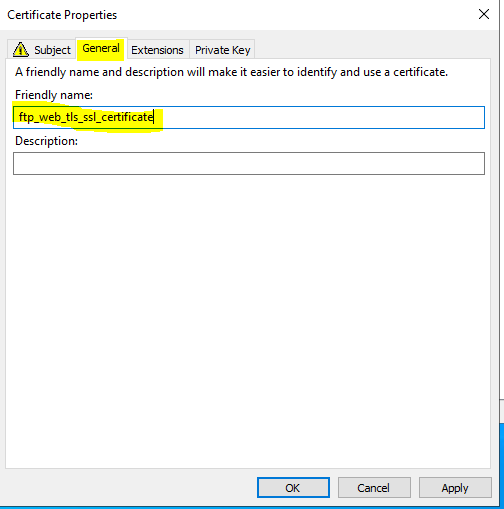 Certificate Properties
Subject General Extensions Private Key
A friendly name and description will make it easier to identify and use a certificate.
Friendly name:
ftp_web_tls_ssl_certificate
Description:
OK Cancel Apply